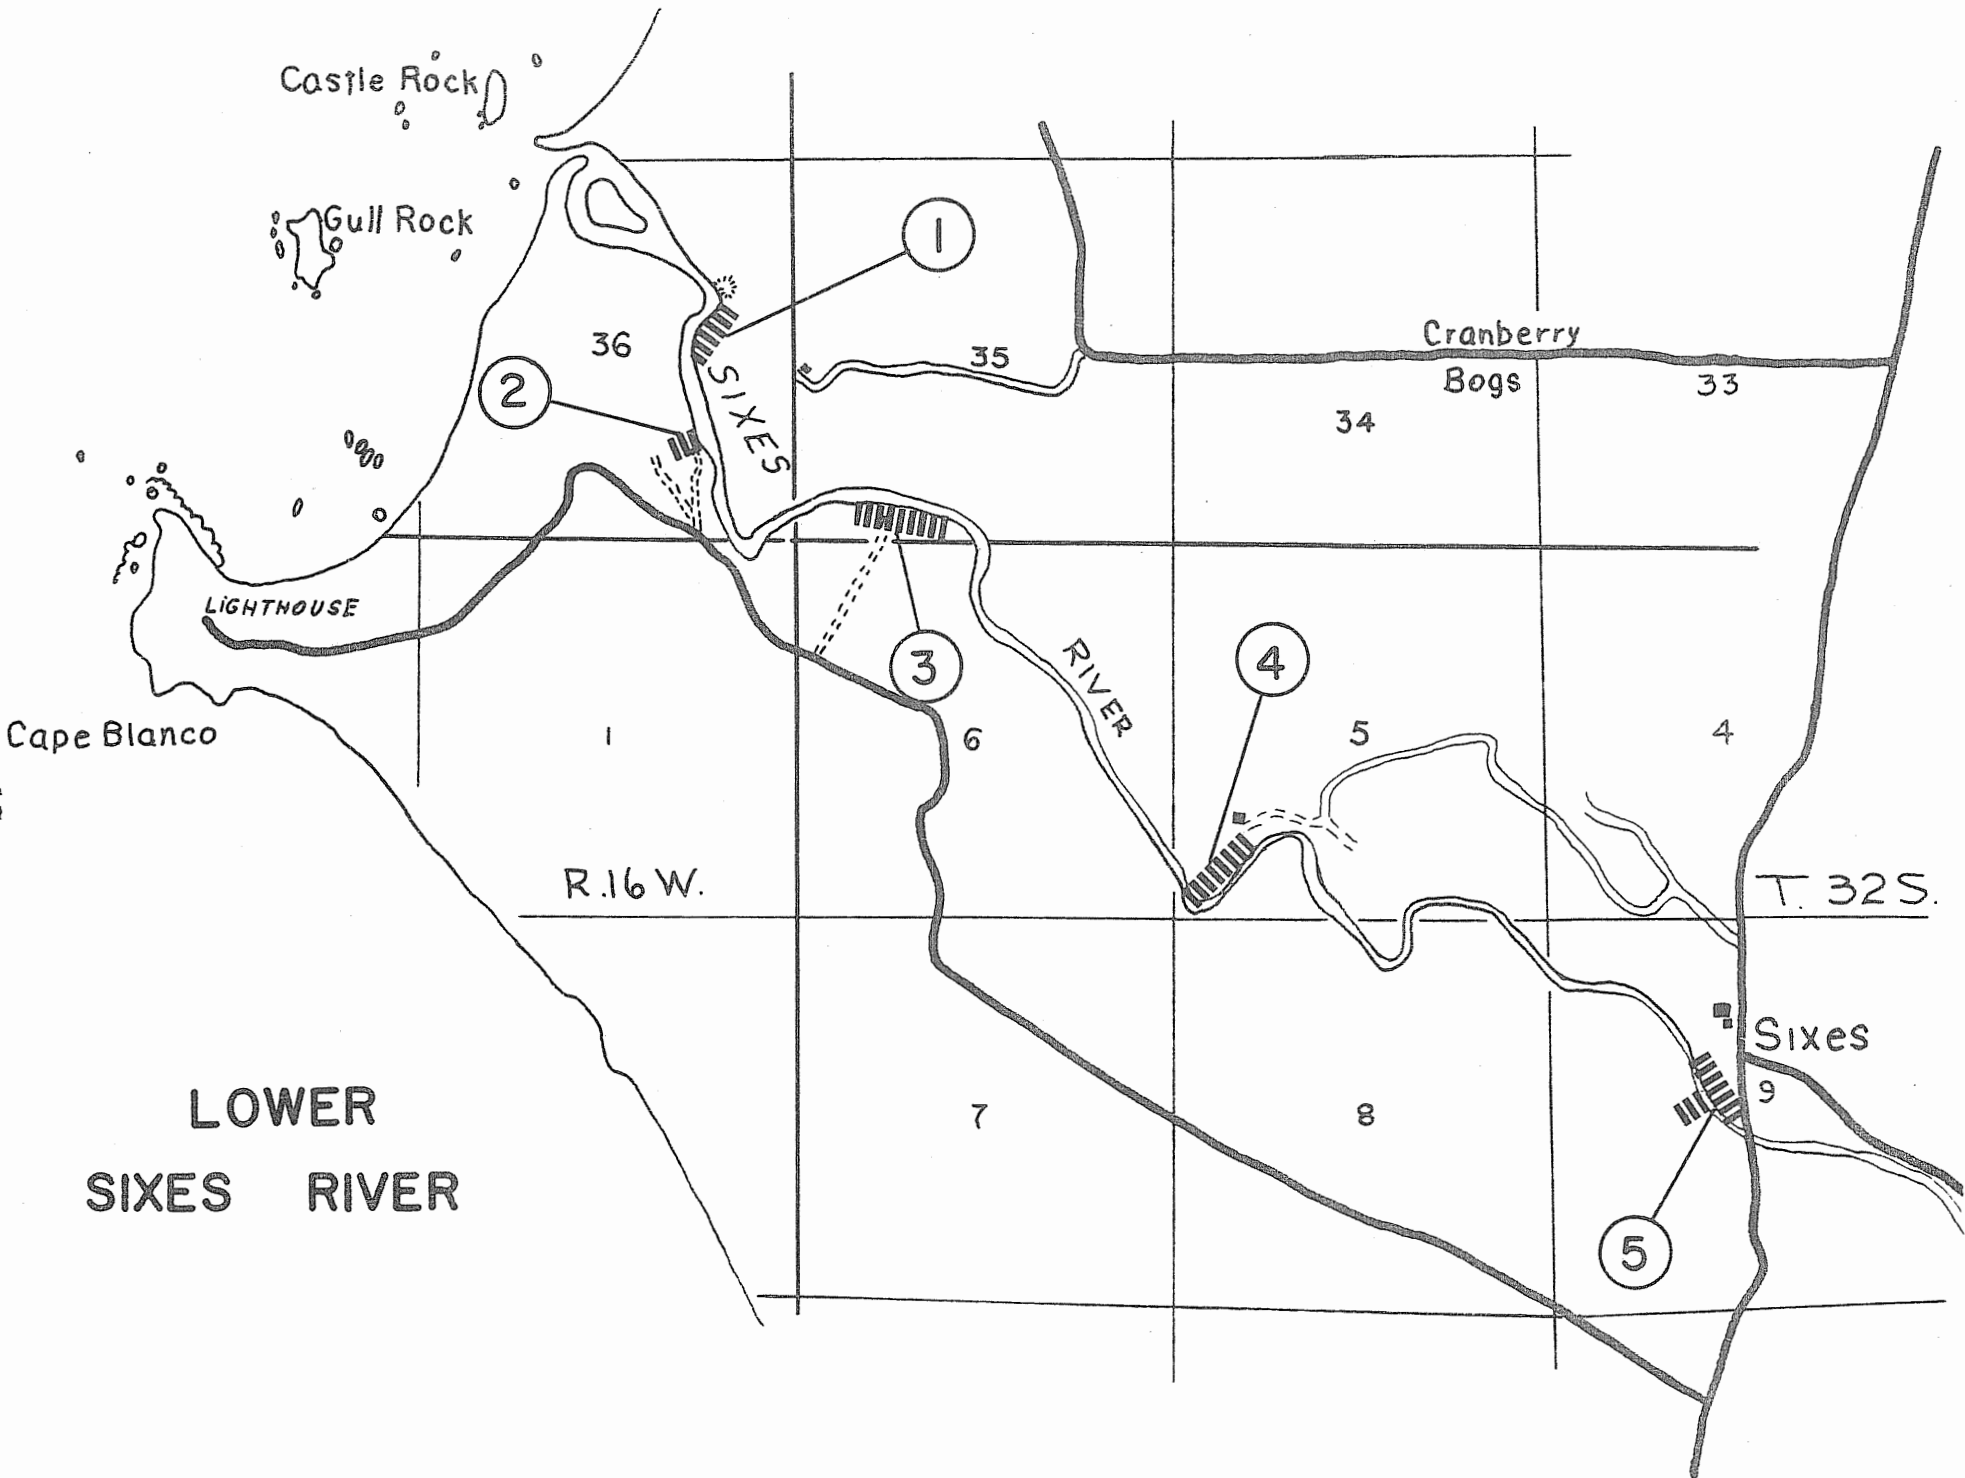 Castle Rock
Gull Rock
1
Cranberry
Bogs
36
35
33
34
2
SIXES
LIGHTHOUSE
3
RIVER
4
Cape Blanco
1
6
5
4
R.16 W.
T. 32 S.
Sixes
9
LOWER
SIXES RIVER
7
8
5